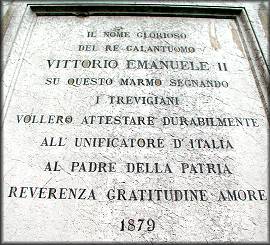 IL NOME GLORIOSO
DEL RE GALANTUOMO
VITTORIO EMANUELE II
SU QUESTO MARMO SEGNANDO
I TREVIGIANI
VOLLERO ATTESTARE DURABILMENTE
ALL' UNIFICATORE D'ITALIA
AL PADRE DELLA PATRIA
REVERENZA GRATITUDINE AMORE
1879